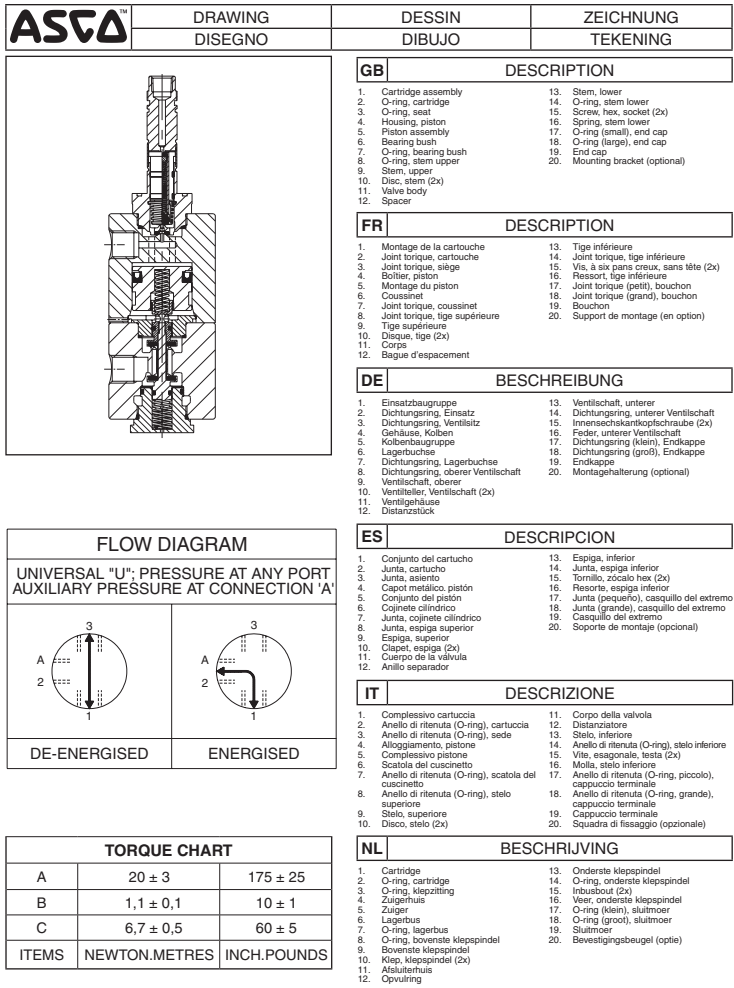 ASCO™
DRAWING DESSIN ZEICHNUNG
DISEGNO DIBUJO TEKENING
GB DESCRIPTION
1. Cartridge assembly
2. O-ring, cartridge
3. O-ring, seat
4. Housing, piston
5. Piston assembly
6. Bearing bush
7. O-ring, bearing bush
8. O-ring, stem upper
9. Stem, upper
10. Disc, stem (2x)
11. Valve body
12. Spacer
13. Stem, lower
14. O-ring, stem lower
15. Screw, hex, socket (2x)
16. Spring, stem lower
17. O-ring (small), end cap
18. O-ring (large), end cap
19. End cap
20. Mounting bracket (optional)
FR DESCRIPTION
1. Montage de la cartouche
2. Joint torique, cartouche
3. Joint torique, siège
4. Boîtier, piston
5. Montage du piston
6. Coussinet
7. Joint torique, coussinet
8. Joint torique, tige supérieure
9. Tige supérieure
10. Disque, tige (2x)
11. Corps
12. Bague d'espacement
13. Tige inférieure
14. Joint torique, tige inférieure
15. Vis, à six pans creux, sans tête (2x)
16. Ressort, tige inférieure
17. Joint torique (petit), bouchon
18. Joint torique (grand), bouchon
19. Bouchon
20. Support de montage (en option)
DE BESCHREIBUNG
1. Einsatzbaugruppe
2. Dichtungsring, Einsatz
3. Dichtungsring, Ventilsitz
4. Gehäuse, Kolben
5. Kolbenbaugruppe
6. Lagerbuchse
7. Dichtungsring, Lagerbuchse
8. Dichtungsring, oberer Ventilschaft
9. Ventilschaft, oberer
10. Ventilteller, Ventilschaft (2x)
11. Ventilgehäuse
12. Distanzstück
13. Ventilschaft, unterer
14. Dichtungsring, unterer Ventilschaft
15. Innensechskantkopfschraube (2x)
16. Feder, unterer Ventilschaft
17. Dichtungsring (klein), Endkappe
18. Dichtungsring (groß), Endkappe
19. Endkappe
20. Montagehalterung (optional)
ES DESCRIPCION
1. Conjunto del cartucho
2. Junta, cartucho
3. Junta, asiento
4. Capot metálico. pistón
5. Conjunto del pistón
6. Cojinete cilíndrico
7. Junta, cojinete cilíndrico
8. Junta, espiga superior
9. Espiga, superior
10. Clapet, espiga (2x)
11. Cuerpo de la válvula
12. Anillo separador
13. Espiga, inferior
14. Junta, espiga inferior
15. Tornillo, zócalo hex (2x)
16. Resorte, espiga inferior
17. Junta (pequeño), casquillo del extremo
18. Junta (grande), casquillo del extremo
19. Casquillo del extremo
20. Soporte de montaje (opcional)
IT DESCRIZIONE
1. Complessivo cartuccia
2. Anello di ritenuta (O-ring), cartuccia
3. Anello di ritenuta (O-ring), sede
4. Alloggiamento, pistone
5. Complessivo pistone
6. Scatola del cuscinetto
7. Anello di ritenuta (O-ring), scatola del
cuscinetto
8. Anello di ritenuta (O-ring), stelo
superiore
9. Stelo, superiore
10. Disco, stelo (2x)
11. Corpo della valvola
12. Distanziatore
13. Stelo, inferiore
14. Anello di ritenuta (O-ring), stelo inferiore
15. Vite, esagonale, testa (2x)
16. Molla, stelo inferiore
17. Anello di ritenuta (O-ring, piccolo),
cappuccio terminale
18. Anello di ritenuta (O-ring, grande),
cappuccio terminale
19. Cappuccio terminale
20. Squadra di fissaggio (opzionale)
NL BESCHRIJVING
1. Cartridge
2. O-ring, cartridge
3. O-ring, klepzitting
4. Zuigerhuis
5. Zuiger
6. Lagerbus
7. O-ring, lagerbus
8. O-ring, bovenste klepspindel
9. Bovenste klepspindel
10. Klep, klepspindel (2x)
11. Afsluiterhuis
12. Opvulring
13. Onderste klepspindel
14. O-ring, onderste klepspindel
15. Inbusbout (2x)
16. Veer, onderste klepspindel
17. O-ring (klein), sluitmoer
18. O-ring (groot), sluitmoer
19. Sluitmoer
20. Bevestigingsbeugel (optie)
FLOW DIAGRAM
UNIVERSAL "U"; PRESSURE AT ANY PORT
AUXILIARY PRESSURE AT CONNECTION 'A'
3 3
A A
2 2
1 1
DE-ENERGISED ENERGISED
TORQUE CHART
A 20 ± 3 175 ± 25
B 1,1 ± 0,1 10 ± 1
C 6,7 ± 0,5 60 ± 5
ITEMS NEWTON.METRES INCH.POUNDS